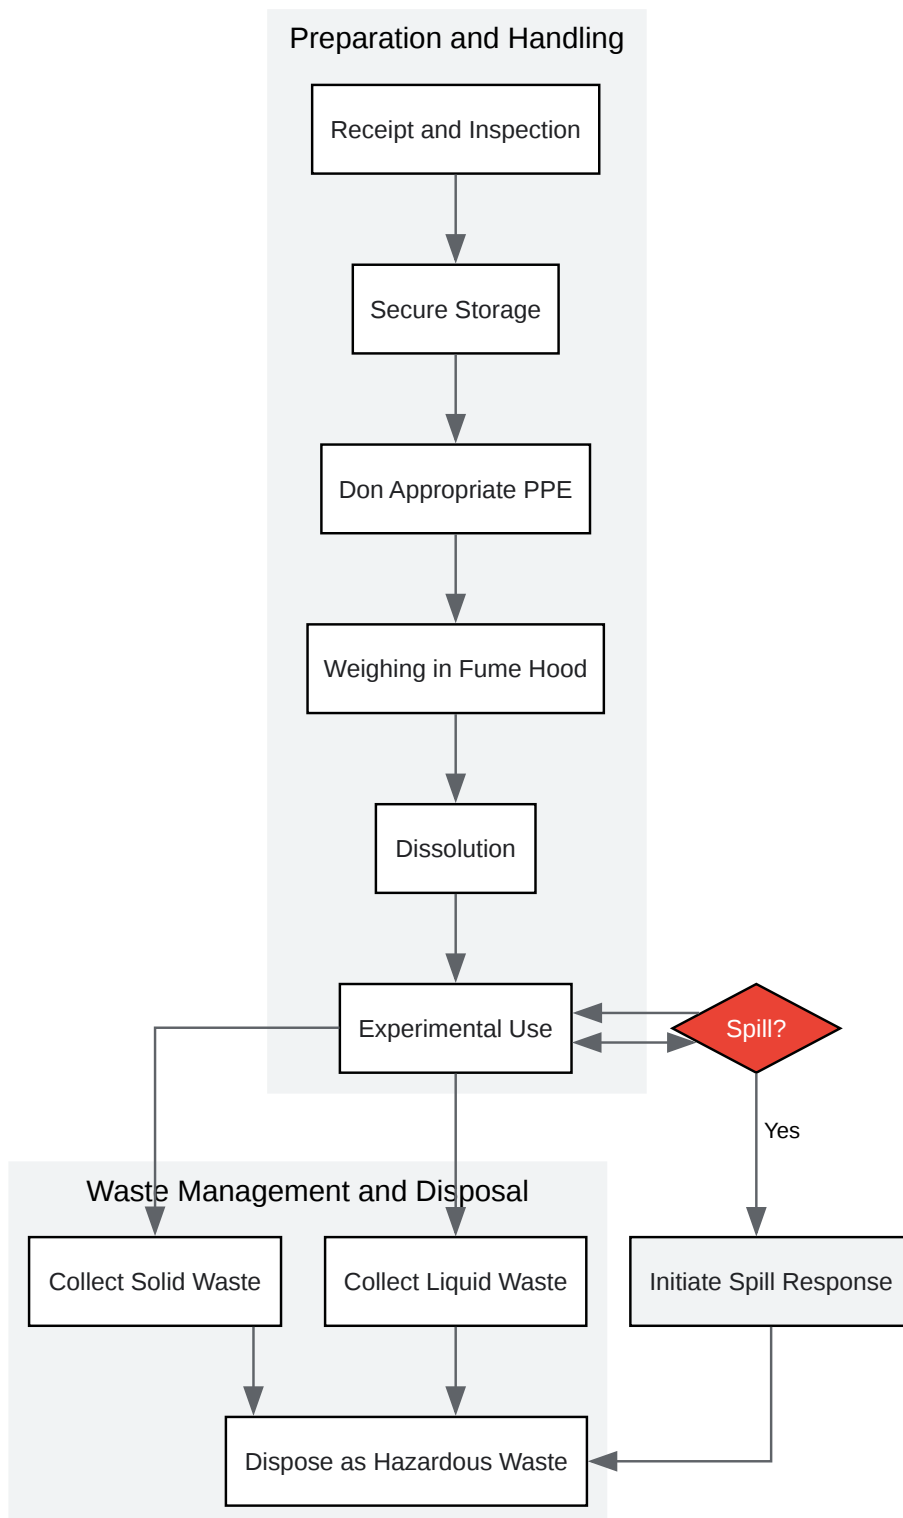 Preparation and Handling
Receipt and Inspection
Secure Storage
Don Appropriate PPE
Weighing in Fume Hood
Dissolution
Experimental Use
Spill?
Yes
Waste Management and Disposal
Collect Solid Waste
Collect Liquid Waste
Initiate Spill Response
Dispose as Hazardous Waste